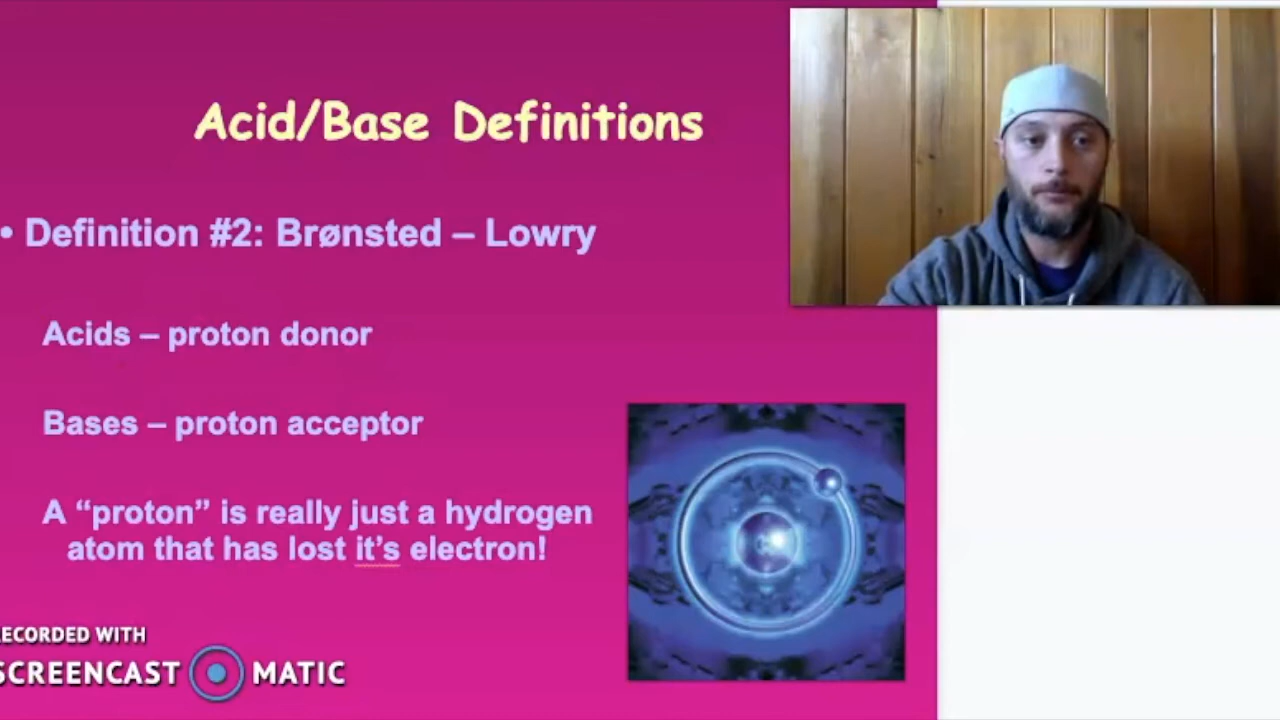 Acid/Base Definitions
• Definition #2: Brønsted – Lowry
Acids – proton donor
Bases – proton acceptor
A “proton” is really just a hydrogen
atom that has lost it’s electron!
ECORDED WITH
SCREENCAST MATIC